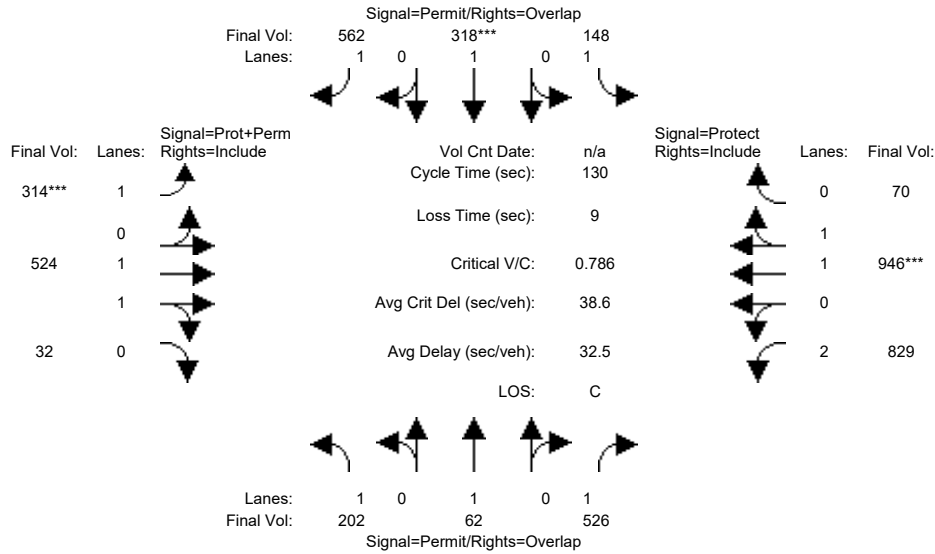 Signal=Permit/Rights=Overlap
Final Vol: 562 318*** 148
Lanes: 1 0 1 0 1
Signal=Prot+Perm
Final Vol: Lanes: Rights=Include
Vol Cnt Date: n/a
Signal=Protect
Rights=Include Lanes: Final Vol:
Cycle Time (sec): 130
314*** 1
0 70
Loss Time (sec): 9
0
1
524 1
Critical V/C: 0.786
1 946***
1
Avg Crit Del (sec/veh): 38.6
0
32 0
Avg Delay (sec/veh): 32.5
2 829
LOS: C
Lanes: 1 0 1 0 1
Final Vol: 202 62 526
Signal=Permit/Rights=Overlap